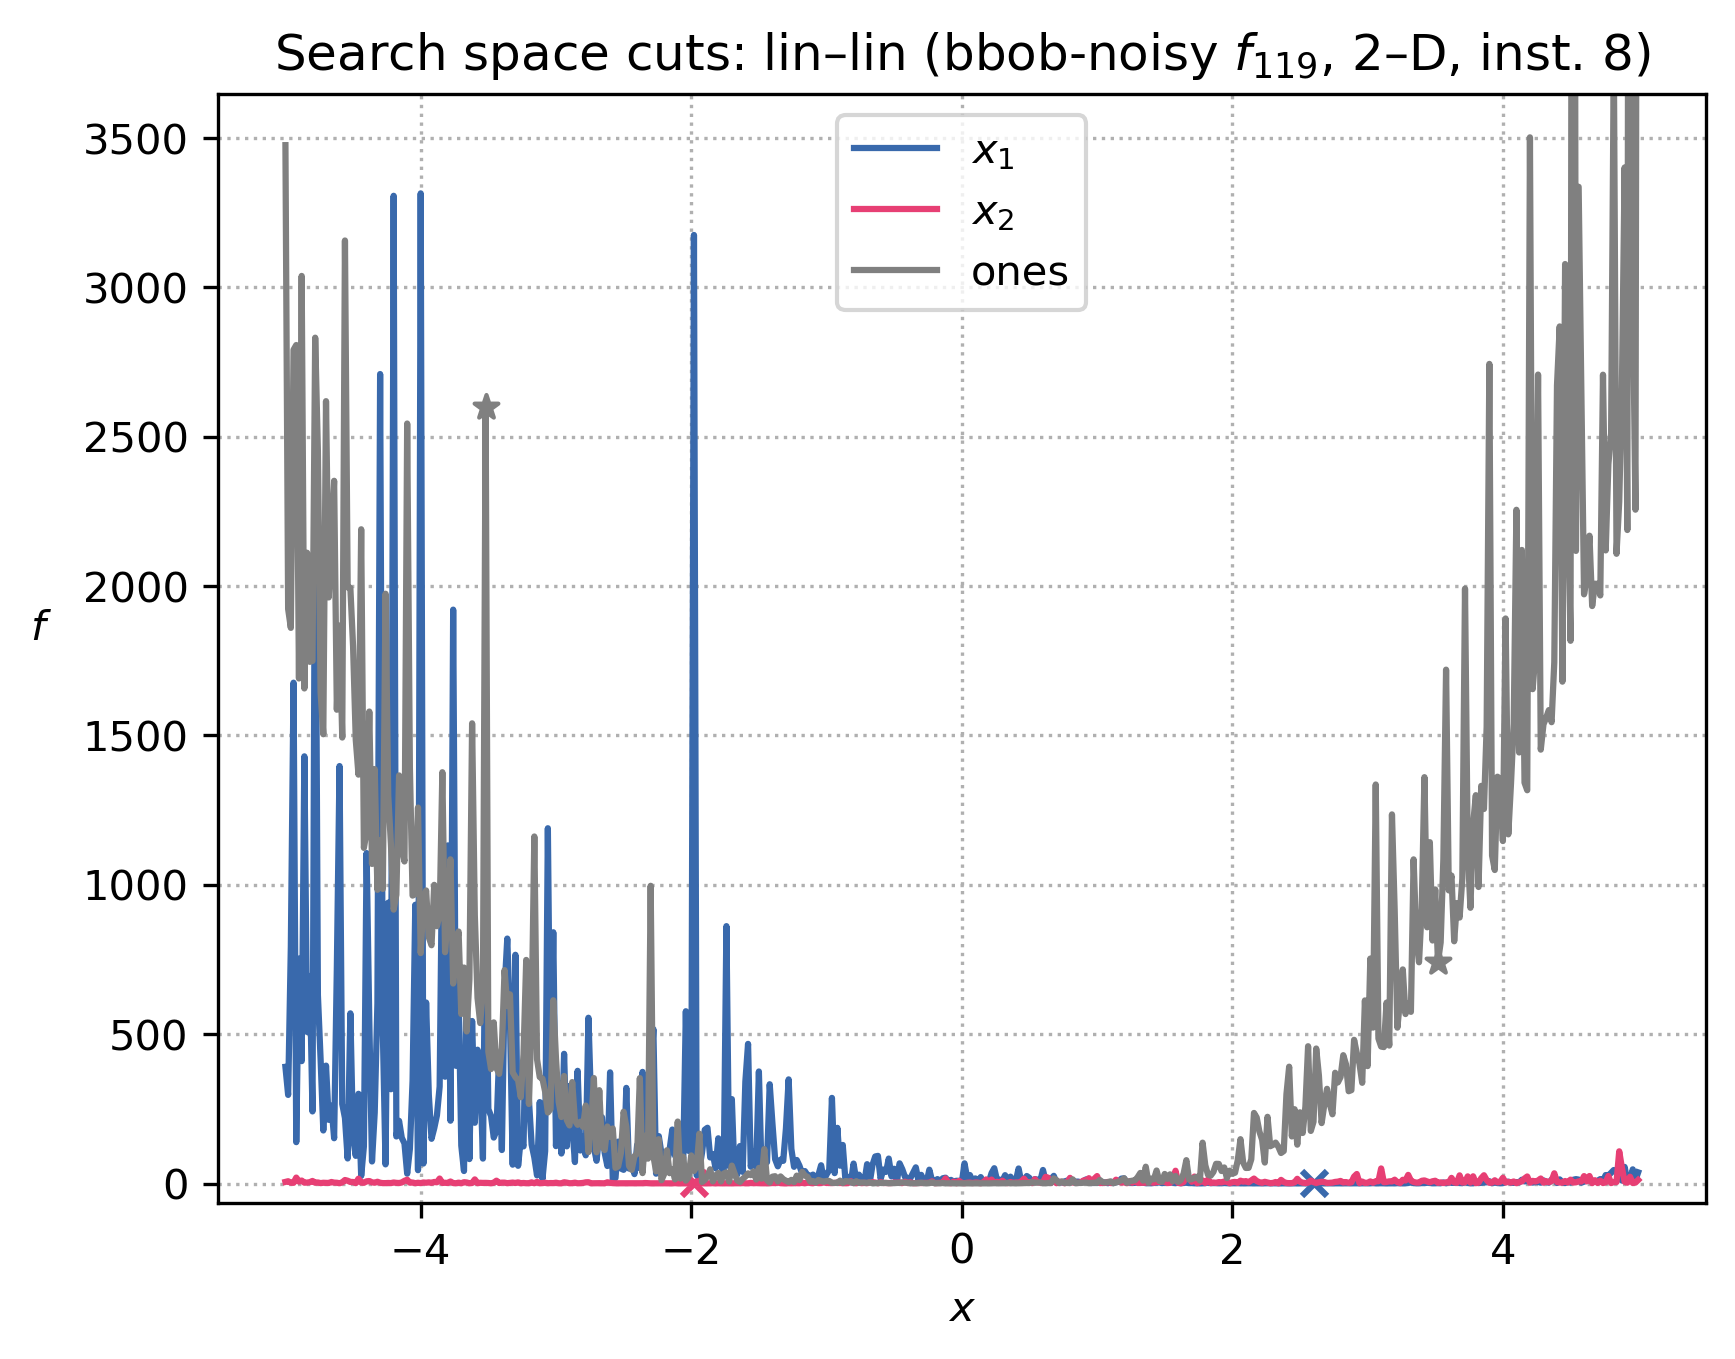 Search space cuts: lin–lin (bbob-noisy f₁₁₉, 2–D, inst. 8)
x₁
x₂
ones
3500
3000
2500
2000
1500
1000
500
0
f
−4 −2 0 2 4
x